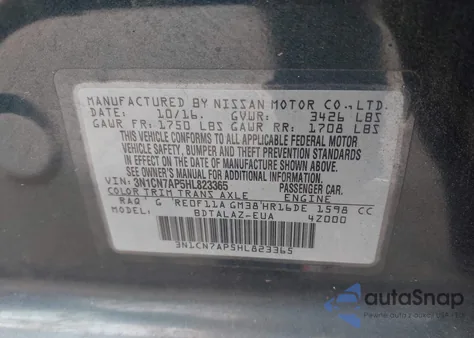 MANUFACTURED BY NISSAN MOTOR CO.,LTD.
DATE: 10/16. GVWR: 3426 LBS
GAWR FR: 1750 LBS GAWR RR: 1708 LBS
THIS VEHICLE CONFORMS TO ALL APPLICABLE
FEDERAL MOTOR VEHICLE SAFETY, BUMPER AND
THEFT PREVENTION STANDARDS IN EFFECT ON
THE DATE OF MANUFACTURE SHOWN ABOVE.
SEE OWNER'S MANUAL FOR ADDITIONAL INFORMATION.
VIN: 3N1CN7AP5HL823365 PASSENGER CAR.
COLOR TRIM TRANS AXLE ENGINE
RAQ G RE0F11A GM38 HR16DE 1598 CC
MODEL: BDTALAZ-EUA 42000
3N1CN7AP5HL823365
autaSnap